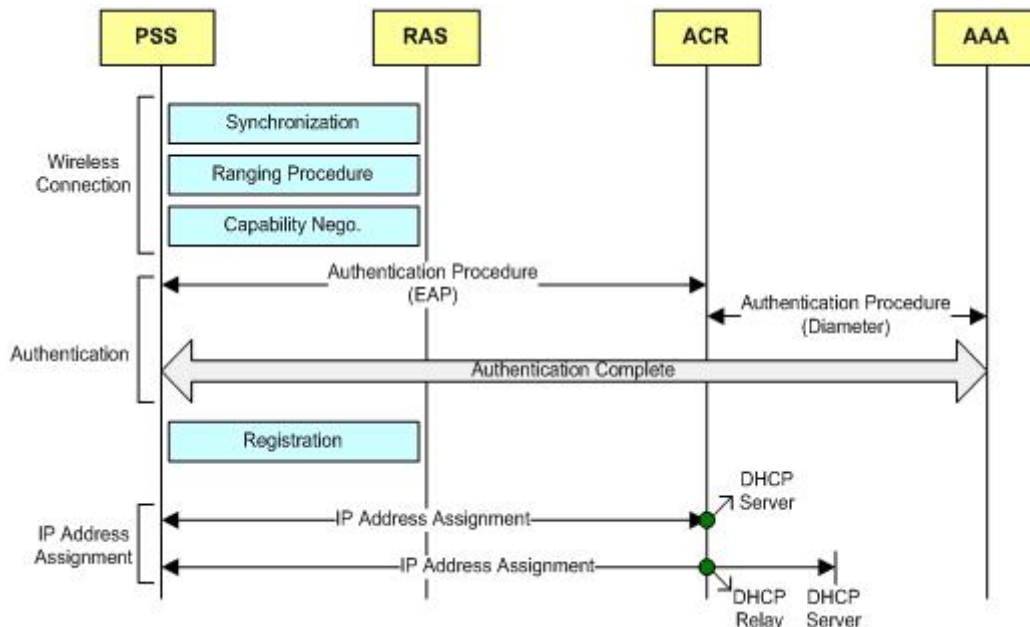 PSS
RAS
ACR
AAA
Wireless
Connection
Synchronization
Ranging Procedure
Capability Nego.
Authentication
Authentication Procedure
(EAP)
Authentication Procedure
(Diameter)
Authentication Complete
Registration
IP Address
Assignment
IP Address Assignment
DHCP
Server
IP Address Assignment
DHCP
Relay
DHCP
Server